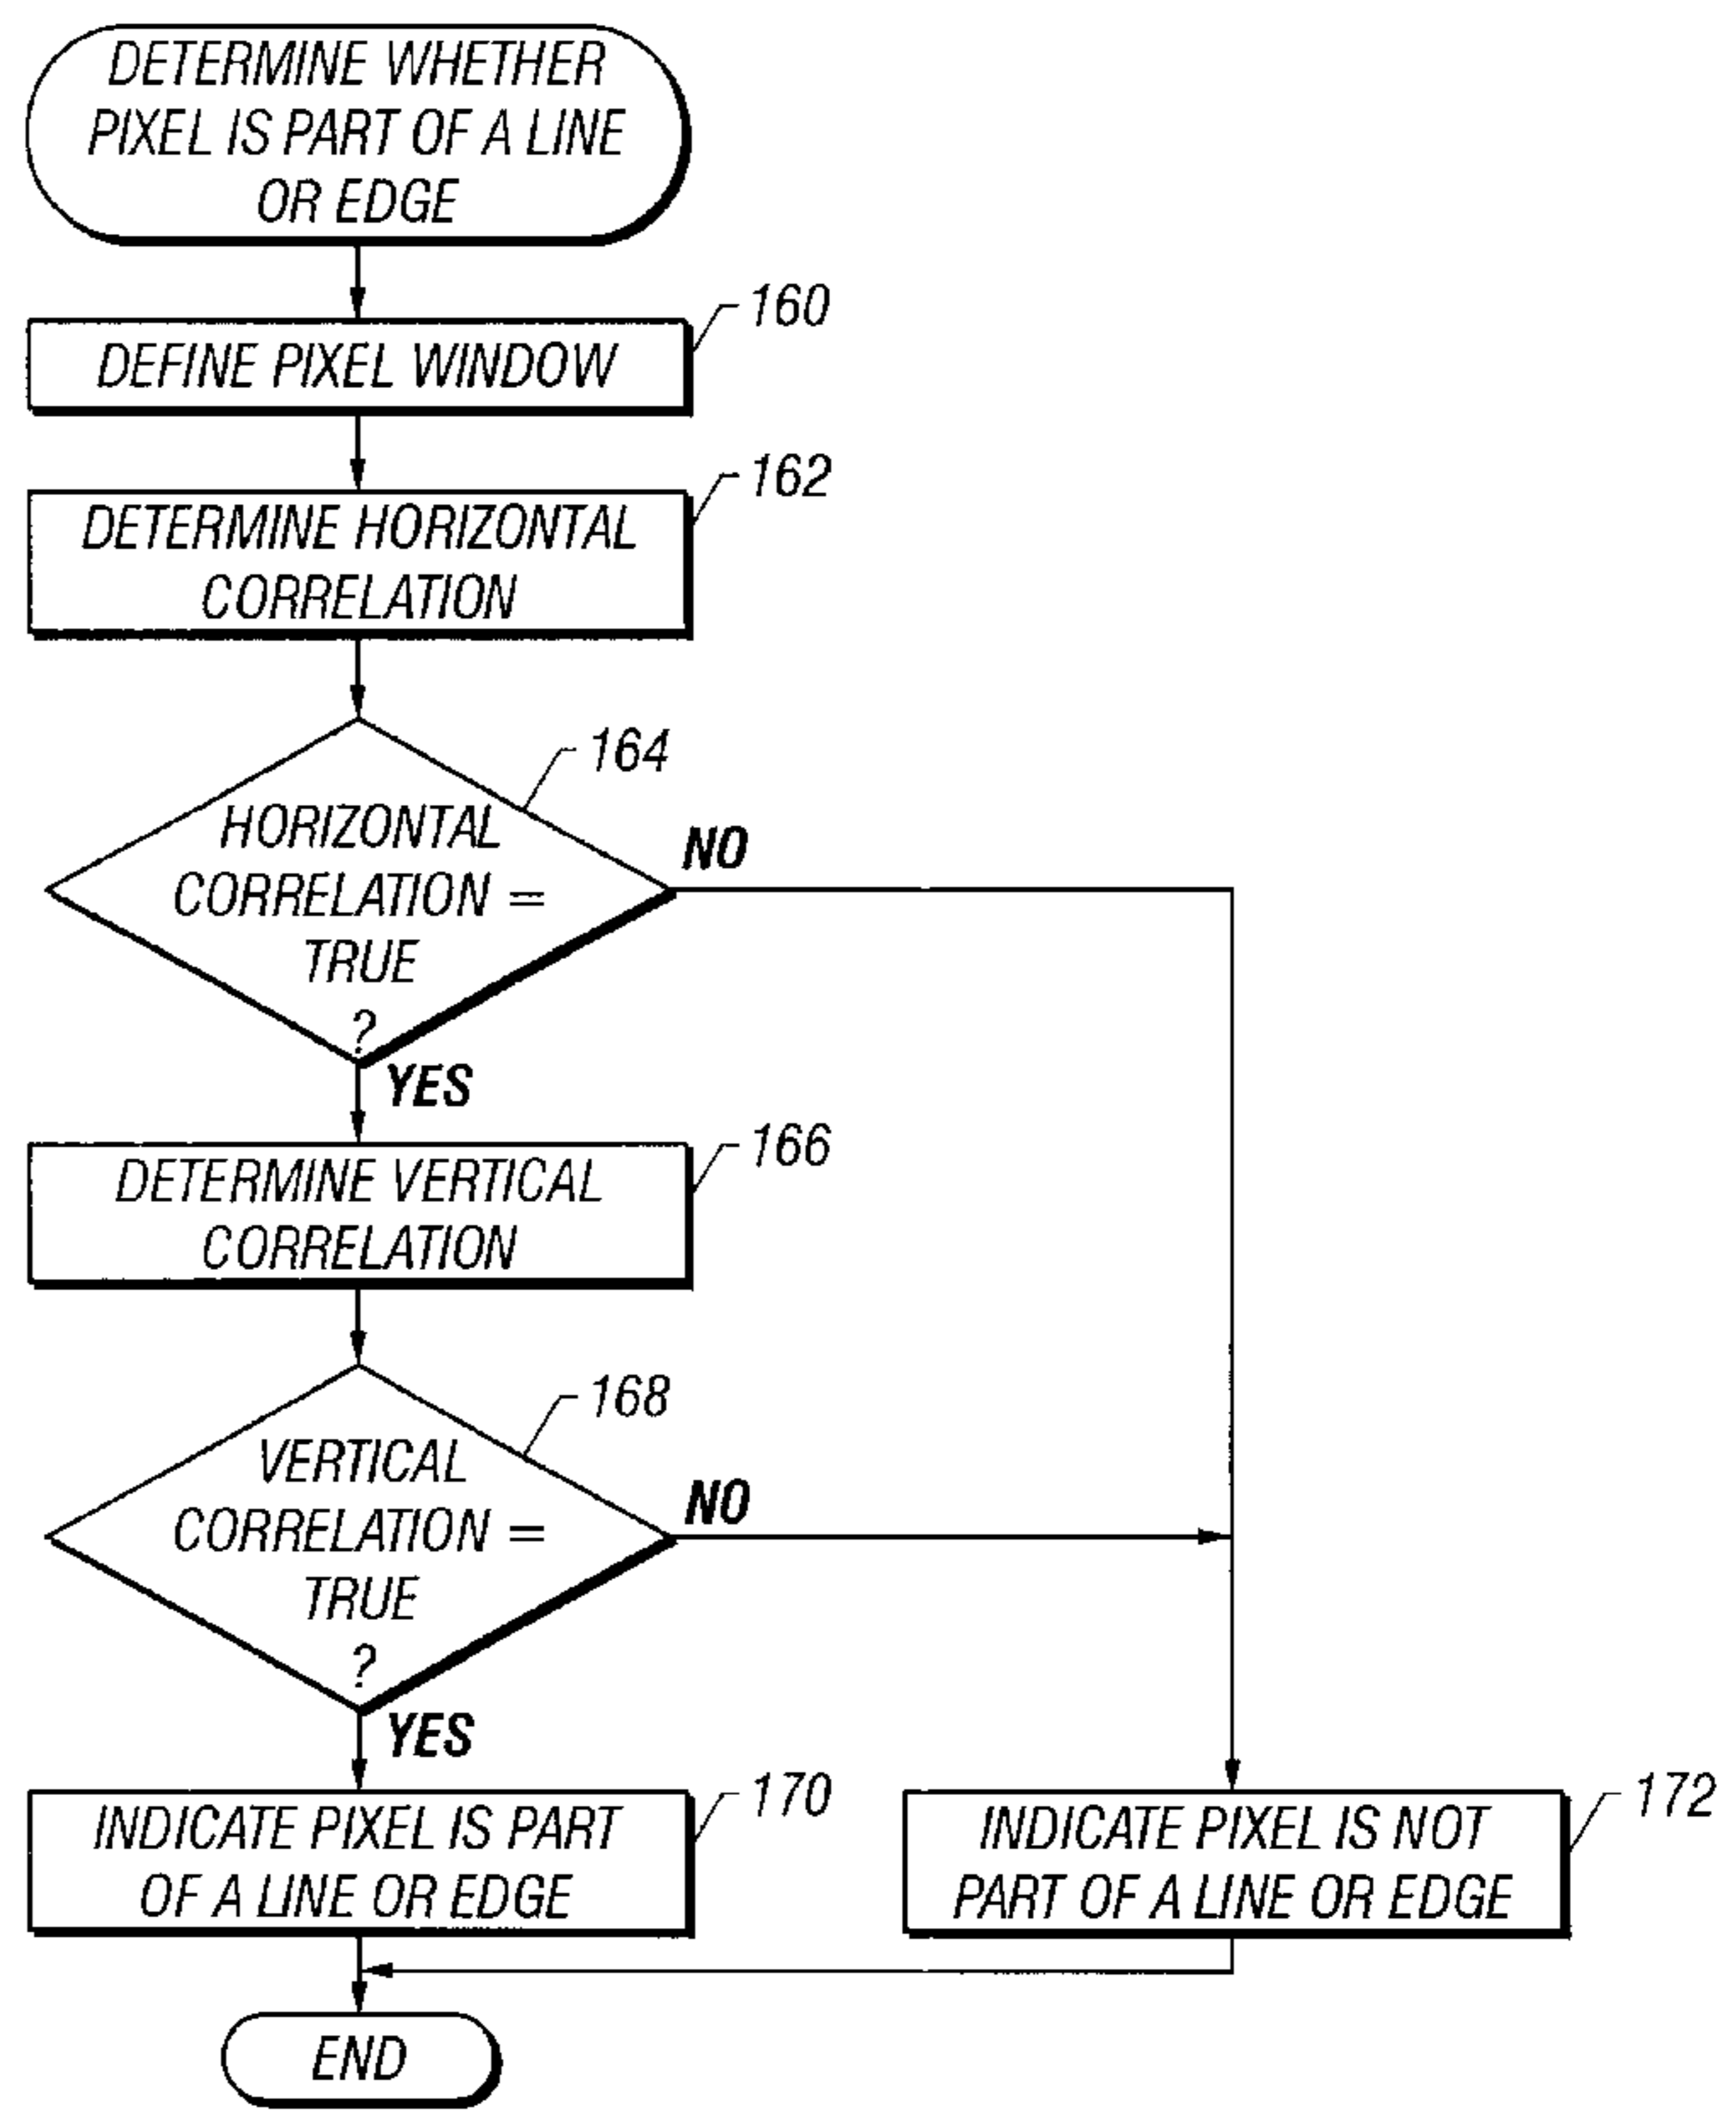 DETERMINE WHETHER
PIXEL IS PART OF A LINE
OR EDGE
160
DEFINE PIXEL WINDOW
162
DETERMINE HORIZONTAL
CORRELATION
164
HORIZONTAL
CORRELATION =
TRUE
?
NO
YES
166
DETERMINE VERTICAL
CORRELATION
168
VERTICAL
CORRELATION =
TRUE
?
NO
YES
170
INDICATE PIXEL IS PART
OF A LINE OR EDGE
172
INDICATE PIXEL IS NOT
PART OF A LINE OR EDGE
END